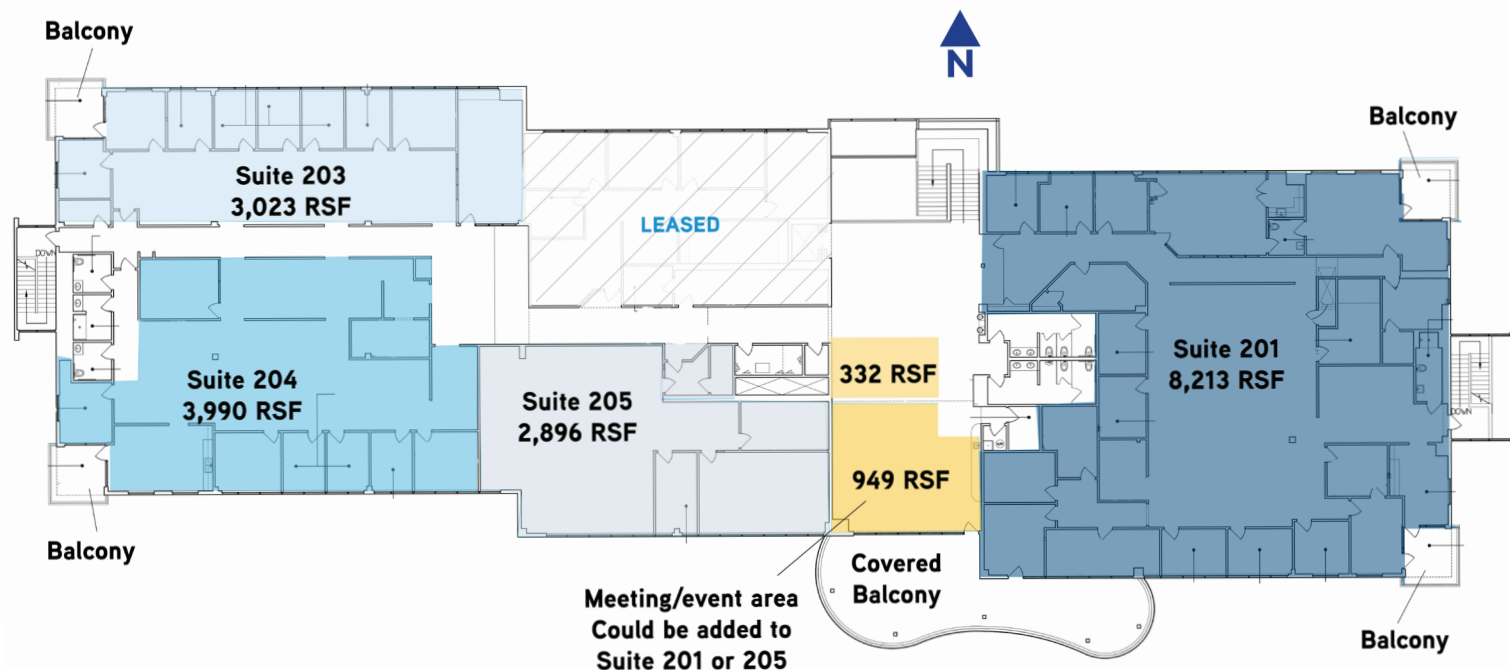 Balcony
N
Balcony
Suite 203
3,023 RSF
LEASED
DOWN
Suite 204
3,990 RSF
Suite 205
2,896 RSF
332 RSF
949 RSF
Suite 201
8,213 RSF
DOWN
Balcony
Meeting/event area
Could be added to
Suite 201 or 205
Covered
Balcony
Balcony